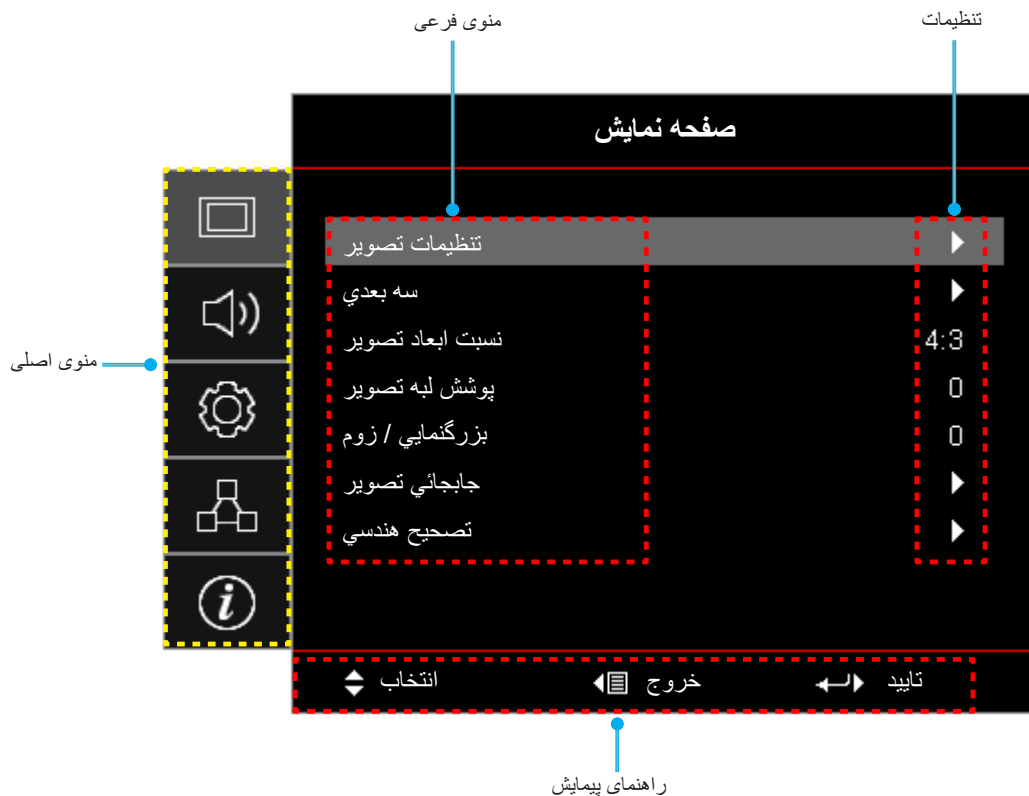 منوی فرعی
تنظیمات
صفحه نمایش
تنظیمات تصویر
سه بعدي
نسبت ابعاد تصویر 4:3
پوشش لبه تصویر 0
بزرگنمايي / زوم 0
جابجائي تصویر
تصحیح هندسي
منوی اصلی
انتخاب
خروج
تایید
راهنمای پیمایش